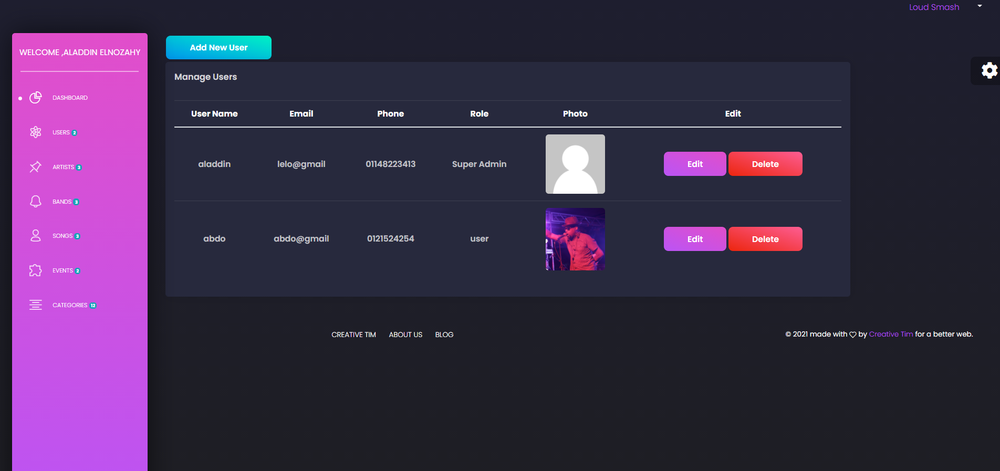 Loud Smash
WELCOME ,ALADDIN ELNOZAHY
DASHBOARD
USERS 2
ARTISTS 3
BANDS 3
SONGS 3
EVENTS 2
CATEGORIES 12
Add New User
Manage Users
User Name Email Phone Role Photo Edit
aladdin lelo@gmail 01148223413 Super Admin Edit Delete
abdo abdo@gmail 0121524254 user Edit Delete
CREATIVE TIM ABOUT US BLOG
© 2021 made with ♡ by Creative Tim for a better web.